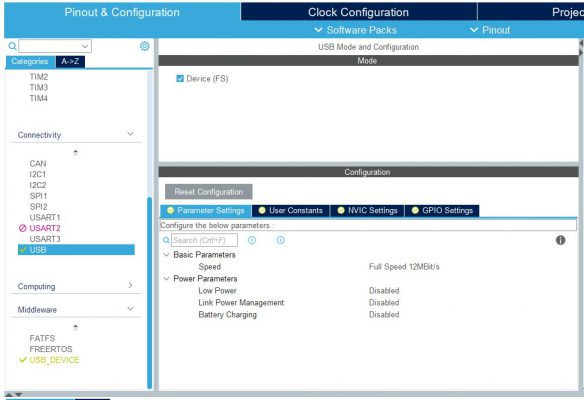 Pinout & Configuration
Clock Configuration
Projec
Software Packs
Pinout
USB Mode and Configuration
Categories
A->Z
Mode
TIM2
TIM3
TIM4
Device (FS)
Connectivity
CAN
I2C1
I2C2
SPI1
SPI2
USART1
USART2
USART3
USB
Computing
Middleware
FATFS
FREERTOS
USB_DEVICE
Configuration
Reset Configuration
Parameter Settings
User Constants
NVIC Settings
GPIO Settings
Configure the below parameters :
Search (Crtl+F)
Basic Parameters
Speed Full Speed 12MBit/s
Power Parameters
Low Power Disabled
Link Power Management Disabled
Battery Charging Disabled